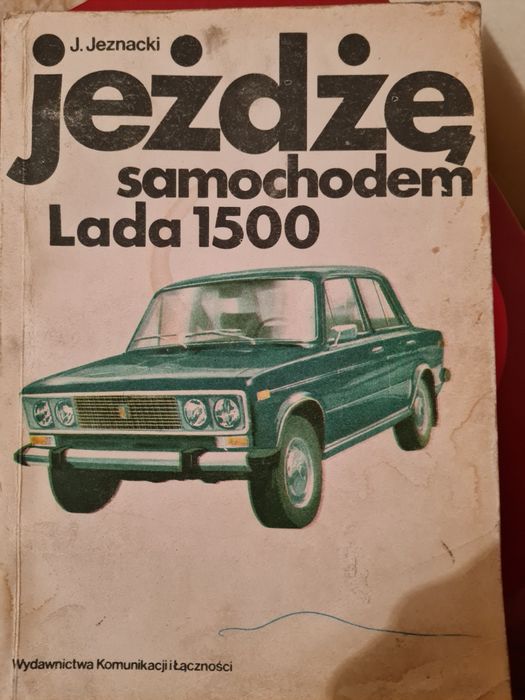 J. Jeznacki
jeżdżę
samochodem
Lada 1500
Wydawnictwa Komunikacji i Łączności